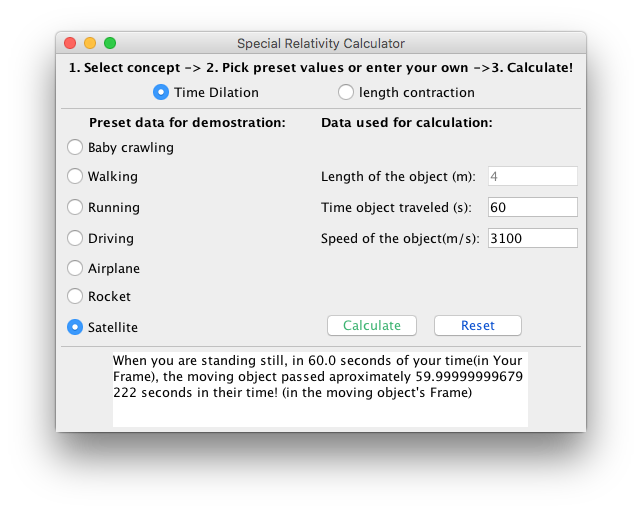 Special Relativity Calculator
1. Select concept -> 2. Pick preset values or enter your own ->3. Calculate!
Time Dilation length contraction
Preset data for demostration: Data used for calculation:
Baby crawling
Walking Length of the object (m): 4
Running Time object traveled (s): 60
Driving Speed of the object(m/s): 3100
Airplane
Rocket
Satellite Calculate Reset
When you are standing still, in 60.0 seconds of your time(in Your
Frame), the moving object passed aproximately 59.99999999679
222 seconds in their time! (in the moving object's Frame)